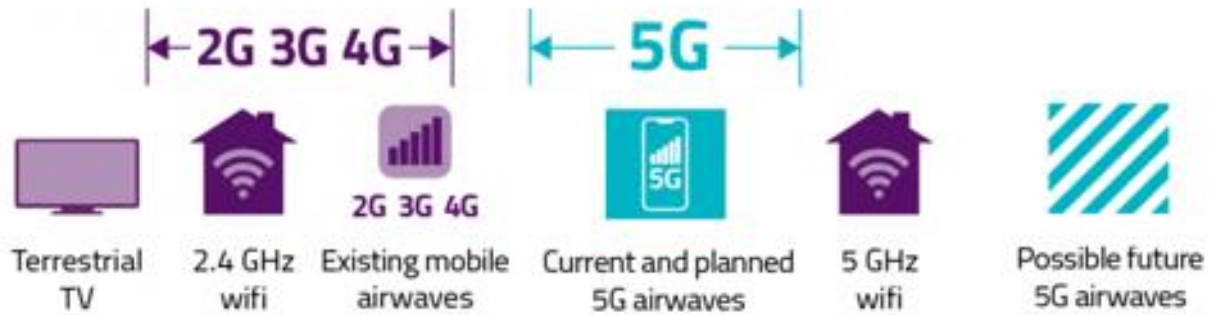 2G 3G 4G
5G
5G
2G 3G 4G
Terrestrial
TV
2.4 GHz
wifi
Existing mobile
airwaves
Current and planned
5G airwaves
5 GHz
wifi
Possible future
5G airwaves